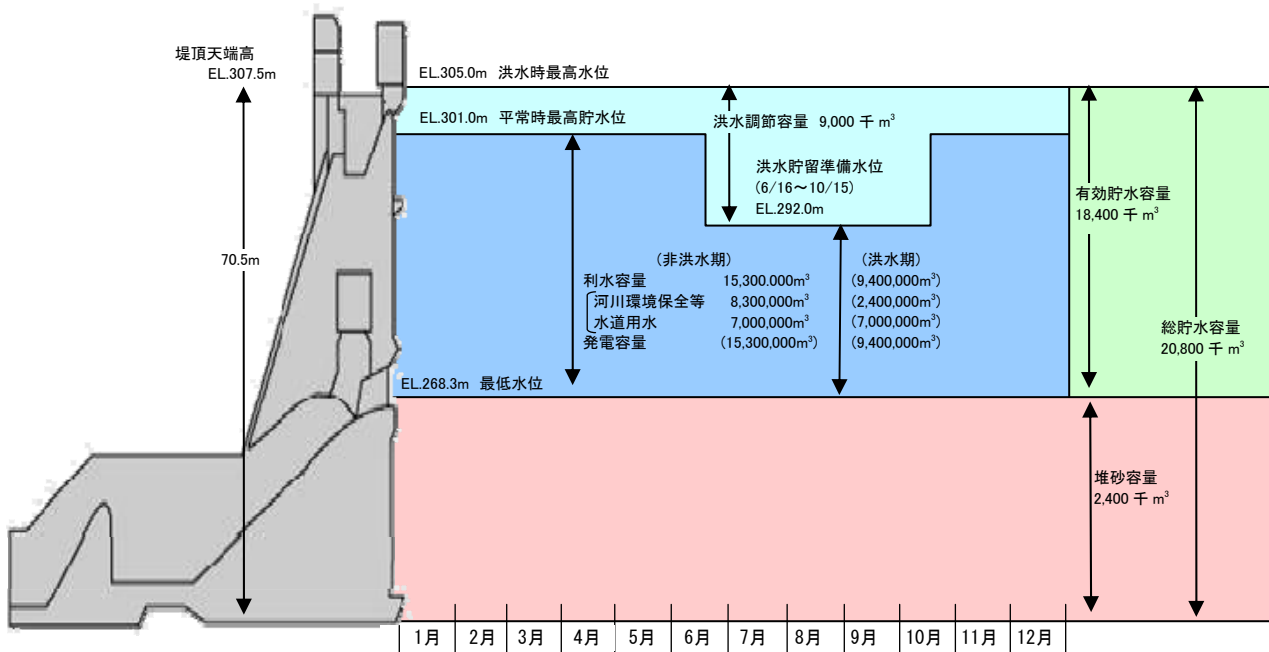 堤頂天端高
EL.307.5m
70.5m
EL.305.0m 洪水時最高水位
EL.301.0m 平常時最高貯水位
洪水調節容量 9,000 千 m³
洪水貯留準備水位
(6/16~10/15)
EL.292.0m
(非洪水期) (洪水期)
利水容量 15,300.000m³ (9,400,000m³)
河川環境保全等 8,300,000m³ (2,400,000m³)
水道用水 7,000,000m³ (7,000,000m³)
発電容量 (15,300,000m³) (9,400,000m³)
EL.268.3m 最低水位
有効貯水容量
18,400 千 m³
総貯水容量
20,800 千 m³
堆砂容量
2,400 千 m³
1月 2月 3月 4月 5月 6月 7月 8月 9月 10月 11月 12月